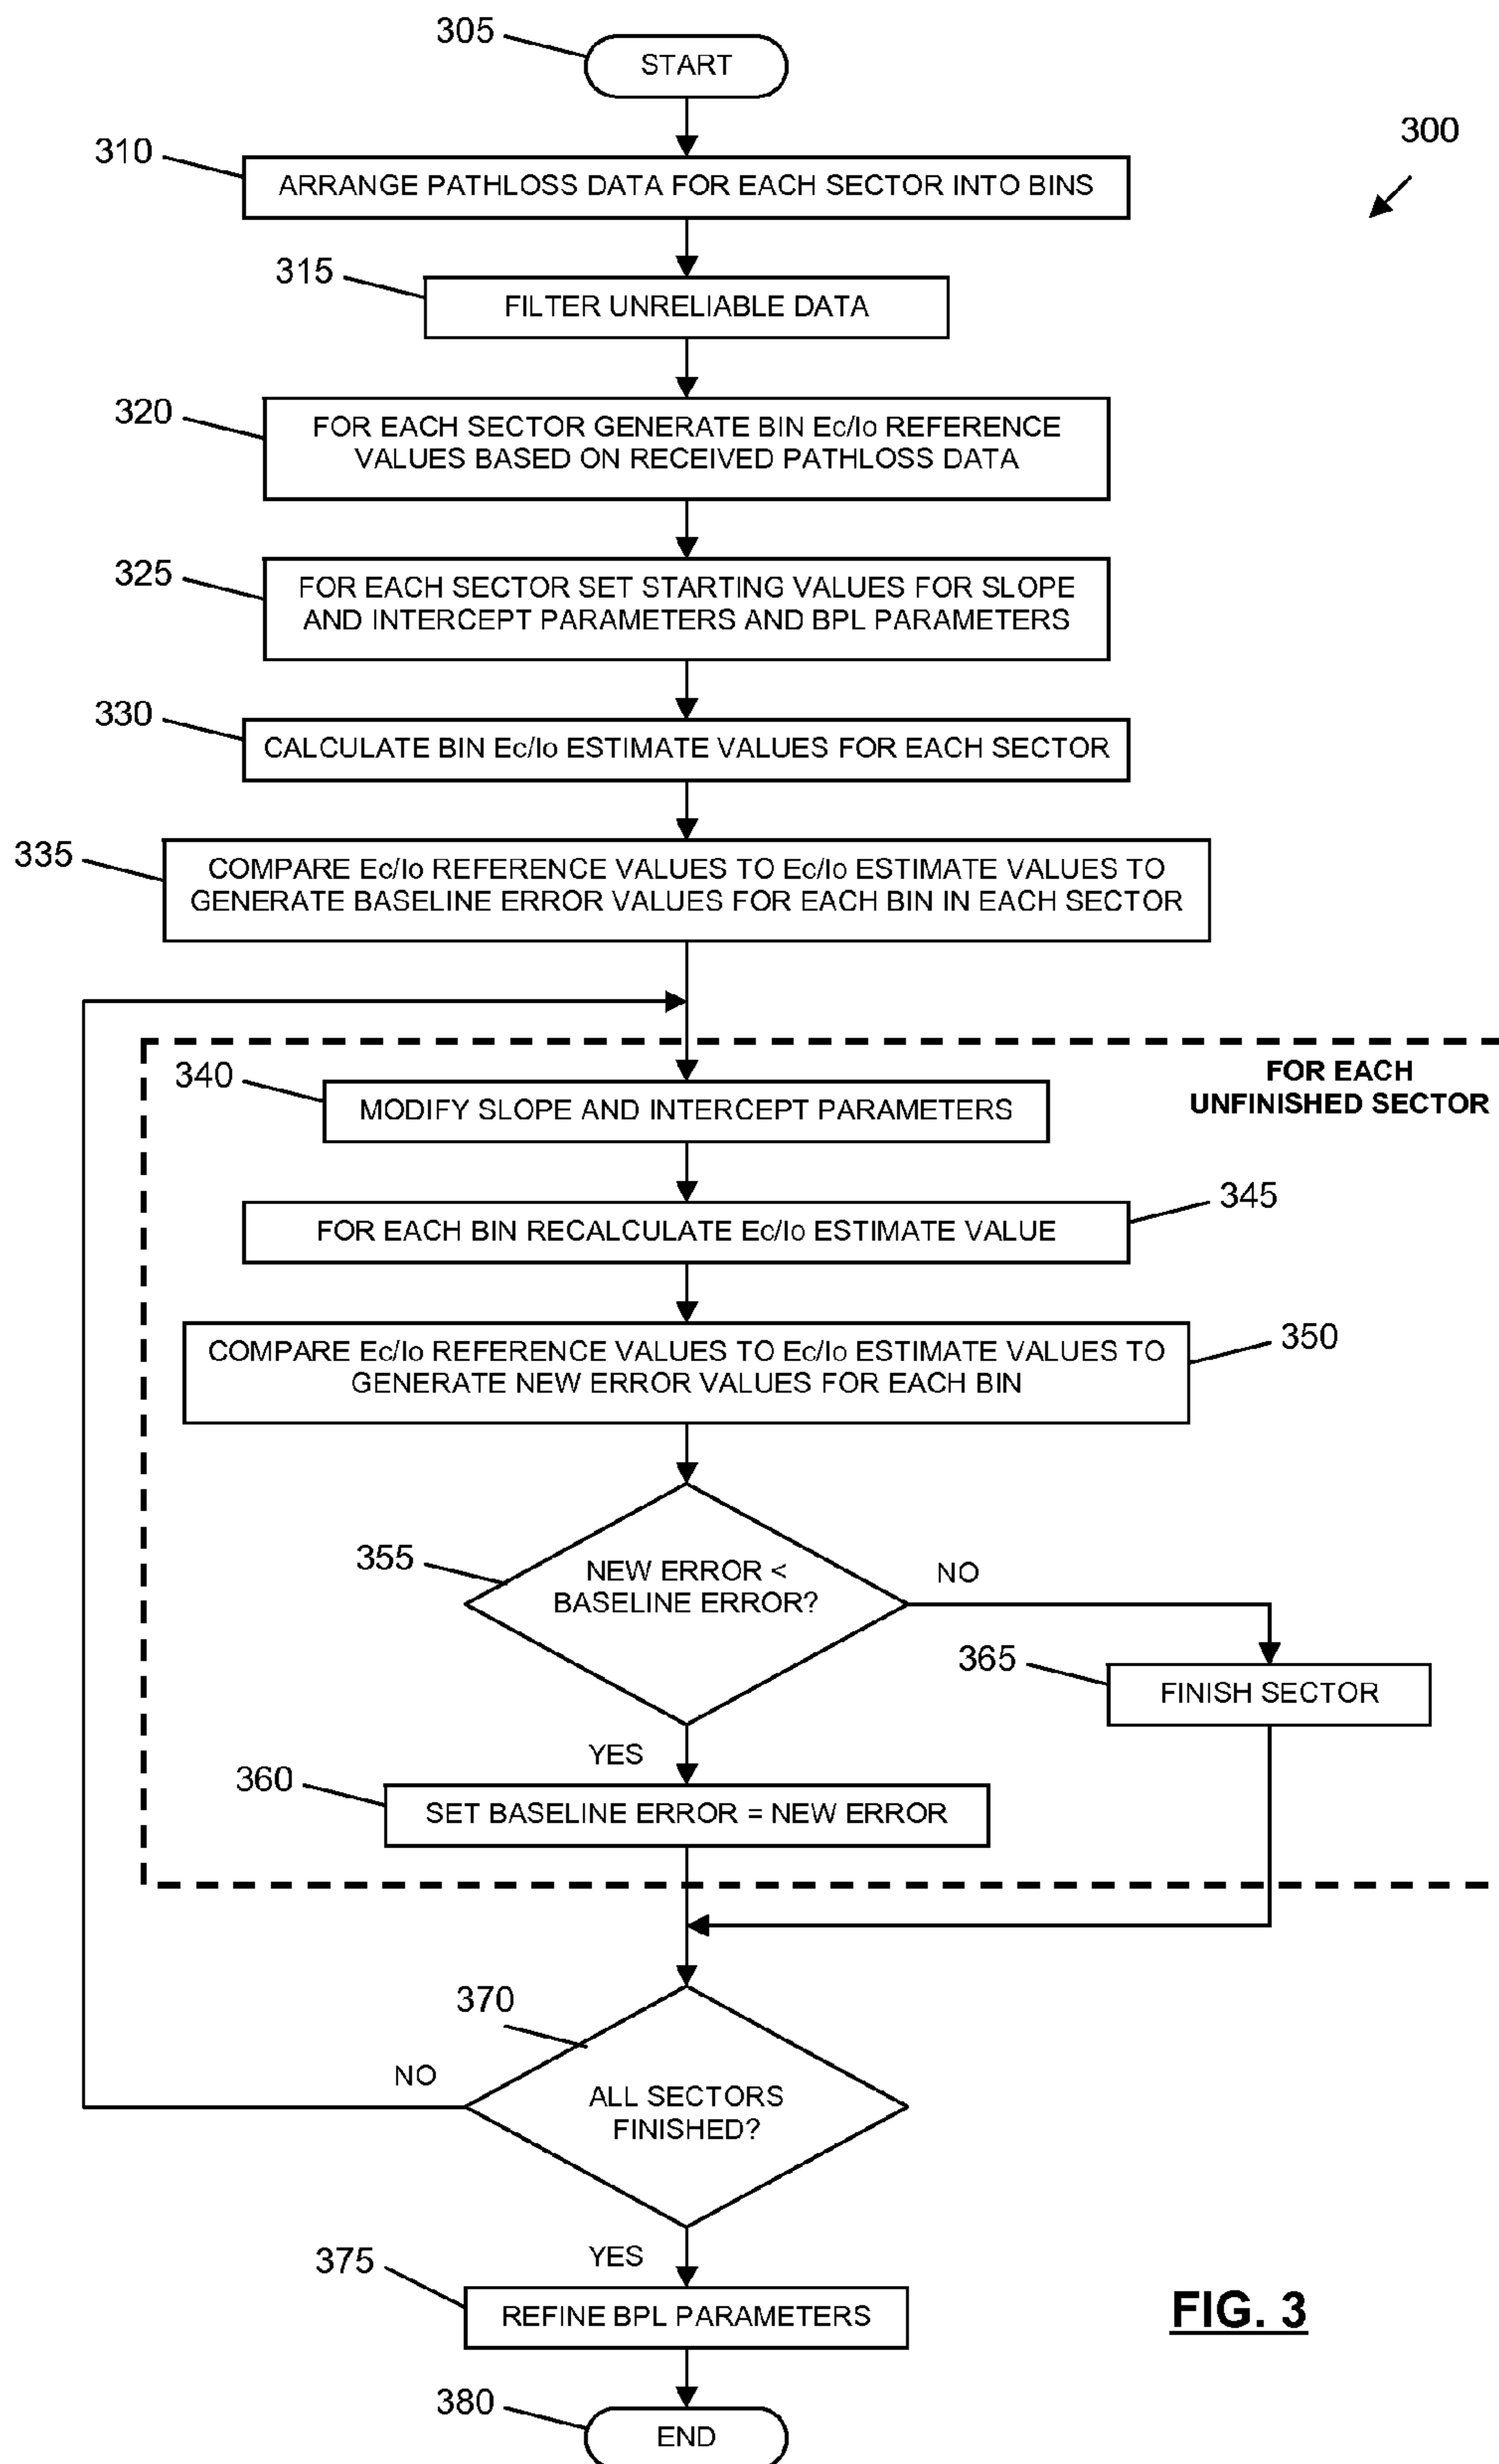 305
START
300
310
ARRANGE PATHLOSS DATA FOR EACH SECTOR INTO BINS
315
FILTER UNRELIABLE DATA
320
FOR EACH SECTOR GENERATE BIN Ec/Io REFERENCE
VALUES BASED ON RECEIVED PATHLOSS DATA
325
FOR EACH SECTOR SET STARTING VALUES FOR SLOPE
AND INTERCEPT PARAMETERS AND BPL PARAMETERS
330
CALCULATE BIN Ec/Io ESTIMATE VALUES FOR EACH SECTOR
335
COMPARE Ec/Io REFERENCE VALUES TO Ec/Io ESTIMATE VALUES TO
GENERATE BASELINE ERROR VALUES FOR EACH BIN IN EACH SECTOR
FOR EACH
UNFINISHED SECTOR
340
MODIFY SLOPE AND INTERCEPT PARAMETERS
345
FOR EACH BIN RECALCULATE Ec/Io ESTIMATE VALUE
350
COMPARE Ec/Io REFERENCE VALUES TO Ec/Io ESTIMATE VALUES TO
GENERATE NEW ERROR VALUES FOR EACH BIN
355
NEW ERROR <
BASELINE ERROR?
NO
365
FINISH SECTOR
YES
360
SET BASELINE ERROR = NEW ERROR
370
NO
ALL SECTORS
FINISHED?
YES
375
REFINE BPL PARAMETERS
FIG. 3
380
END